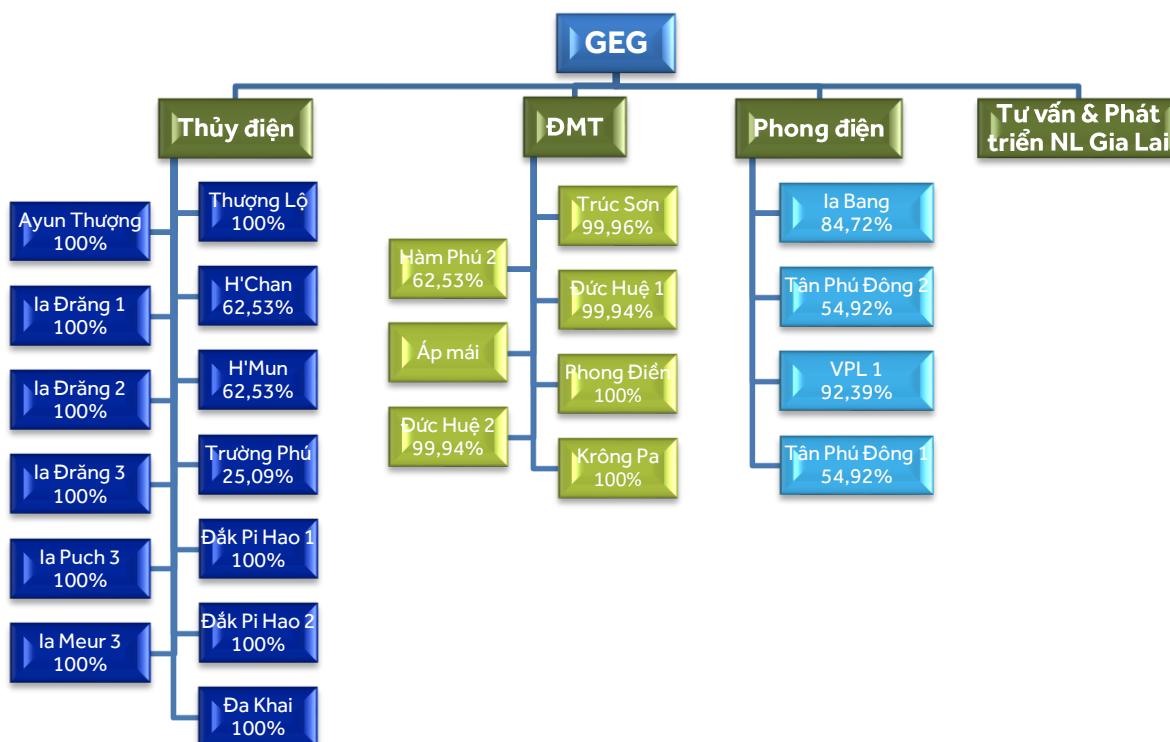 GEG
Thủy điện
ĐMT
Phong điện
Tư vấn & Phát
triển NL Gia Lai
Ayun Thượng
100%
Ia Đrăng 1
100%
Ia Đrăng 2
100%
Ia Đrăng 3
100%
Ia Puch 3
100%
Ia Meur 3
100%
Thượng Lộ
100%
H'Chan
62,53%
H'Mun
62,53%
Trường Phú
25,09%
Đắk Pi Hao 1
100%
Đắk Pi Hao 2
100%
Đa Khai
100%
Hàm Phú 2
62,53%
Áp mái
Đức Huệ 2
99,94%
Trúc Sơn
99,96%
Đức Huệ 1
99,94%
Phong Điền
100%
Krông Pa
100%
Ia Bang
84,72%
Tân Phú Đông 2
54,92%
VPL 1
92,39%
Tân Phú Đông 1
54,92%